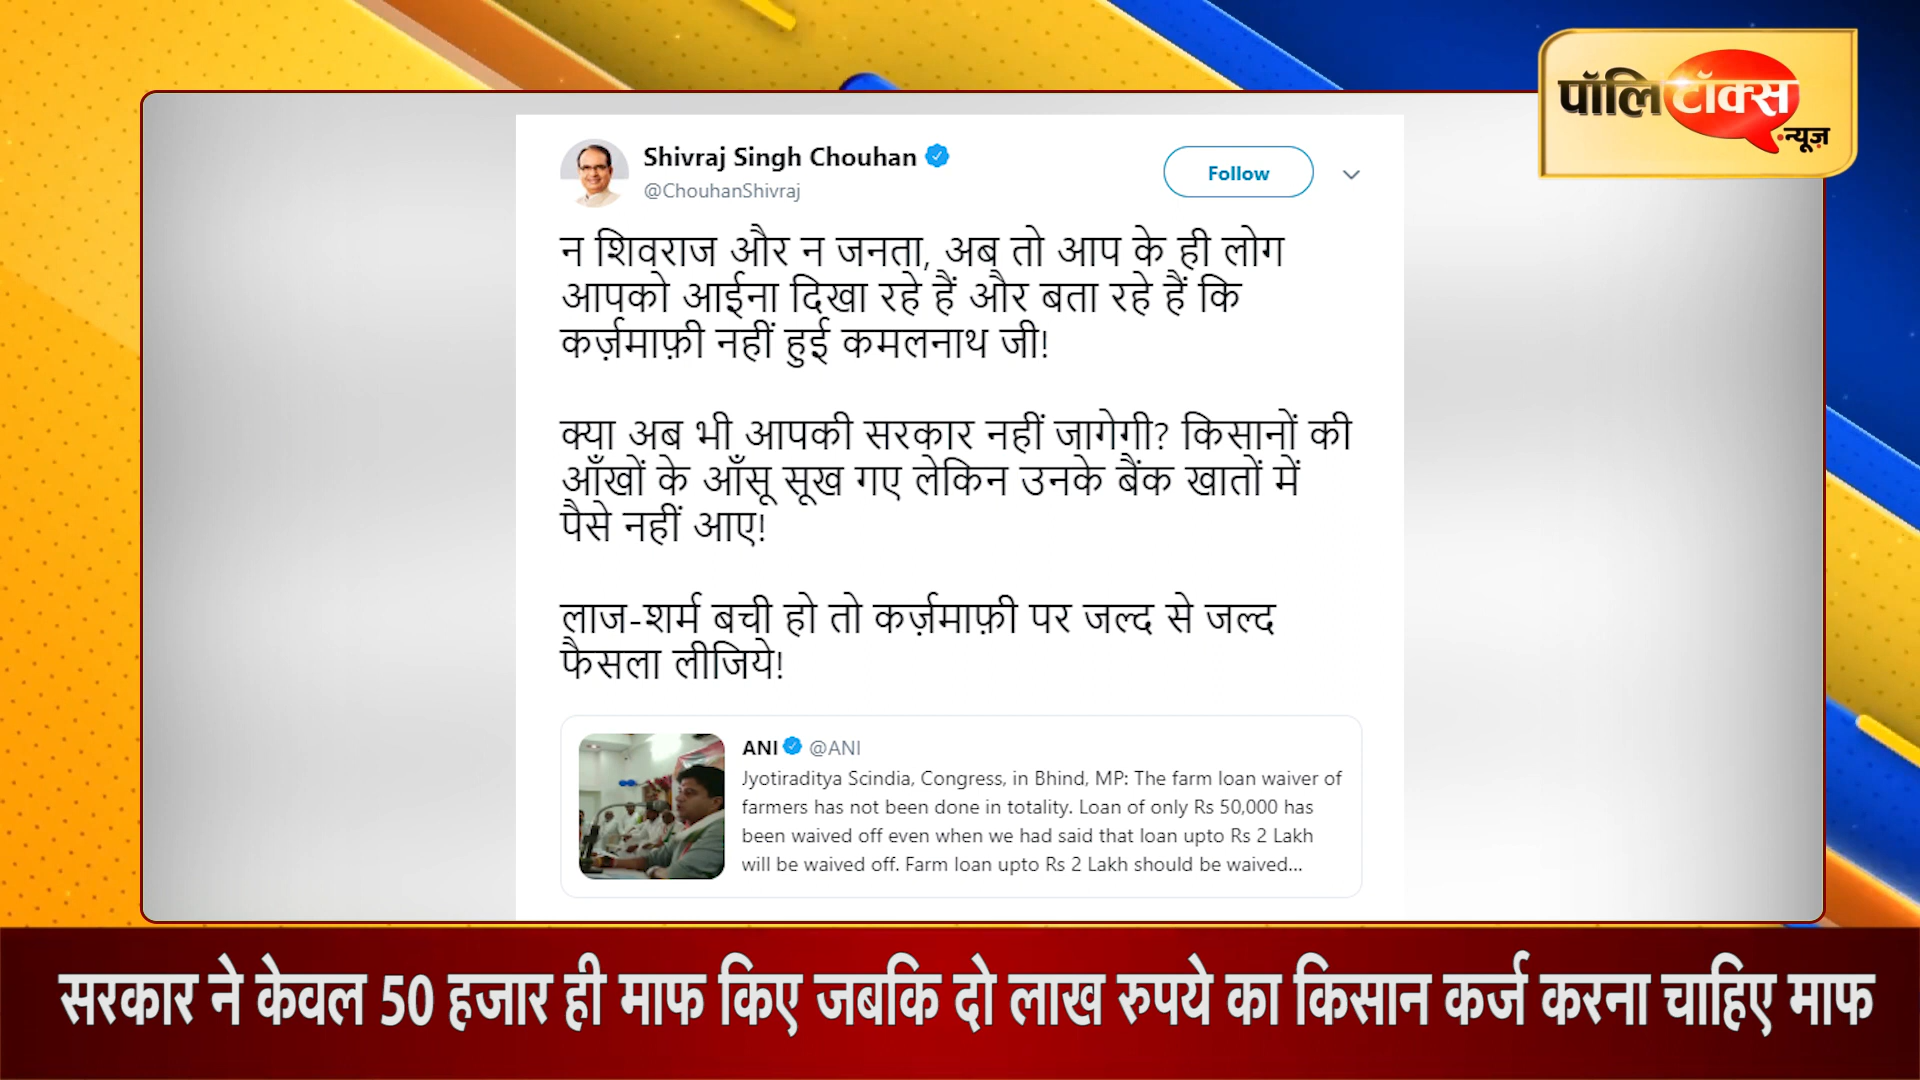 पॉलिटॉक्स
न्यूज़
Shivraj Singh Chouhan
@ChouhanShivraj
Follow
न शिवराज और न जनता, अब तो आप के ही लोग
आपको आईना दिखा रहे हैं और बता रहे हैं कि
कर्ज़माफ़ी नहीं हुई कमलनाथ जी!
क्या अब भी आपकी सरकार नहीं जागेगी? किसानों की
आँखों के आँसू सूख गए लेकिन उनके बैंक खातों में
पैसे नहीं आए!
लाज-शर्म बची हो तो कर्ज़माफ़ी पर जल्द से जल्द
फैसला लीजिये!
ANI @ANI
Jyotiraditya Scindia, Congress, in Bhind, MP: The farm loan waiver of
farmers has not been done in totality. Loan of only Rs 50,000 has
been waived off even when we had said that loan upto Rs 2 Lakh
will be waived off. Farm loan upto Rs 2 Lakh should be waived...
सरकार ने केवल 50 हजार ही माफ किए जबकि दो लाख रुपये का किसान कर्ज करना चाहिए माफ